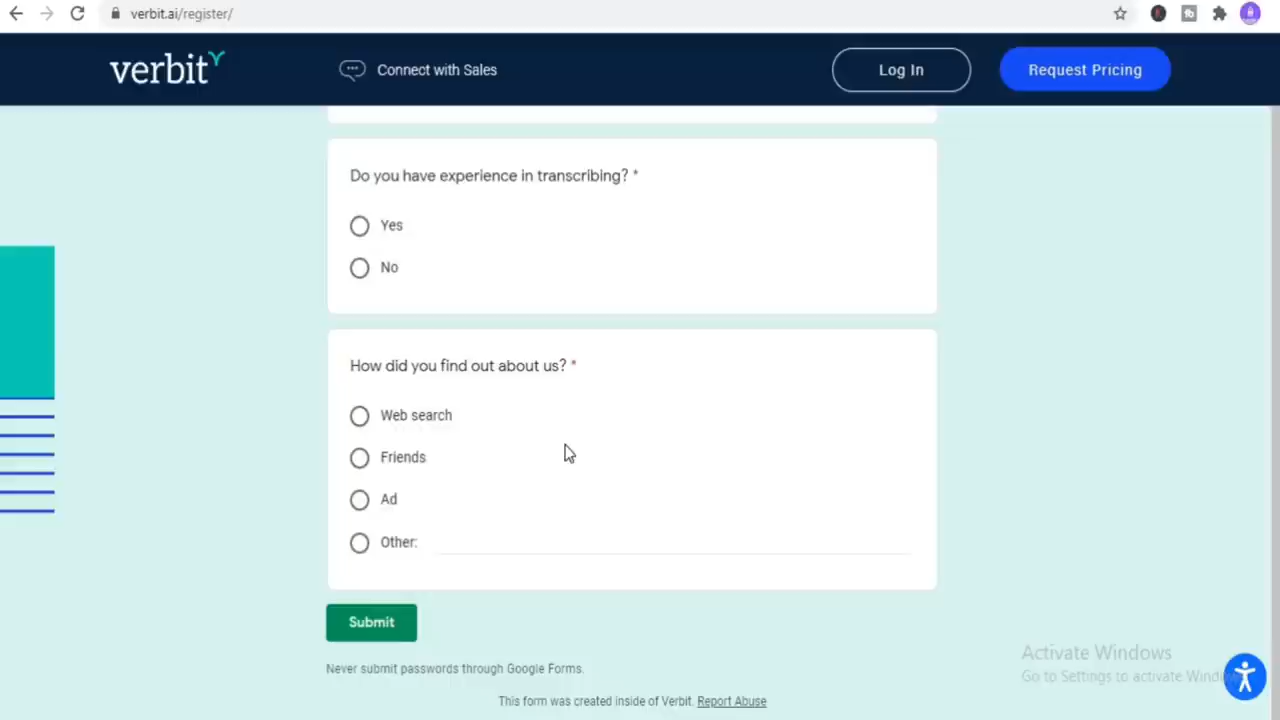 verbit.ai/register/
verbit
Connect with Sales
Log In
Request Pricing
Do you have experience in transcribing? *
Yes
No
How did you find out about us? *
Web search
Friends
Ad
Other:
Submit
Never submit passwords through Google Forms.
This form was created inside of Verbit. Report Abuse
Activate Windows
Go to Settings to activate Windo